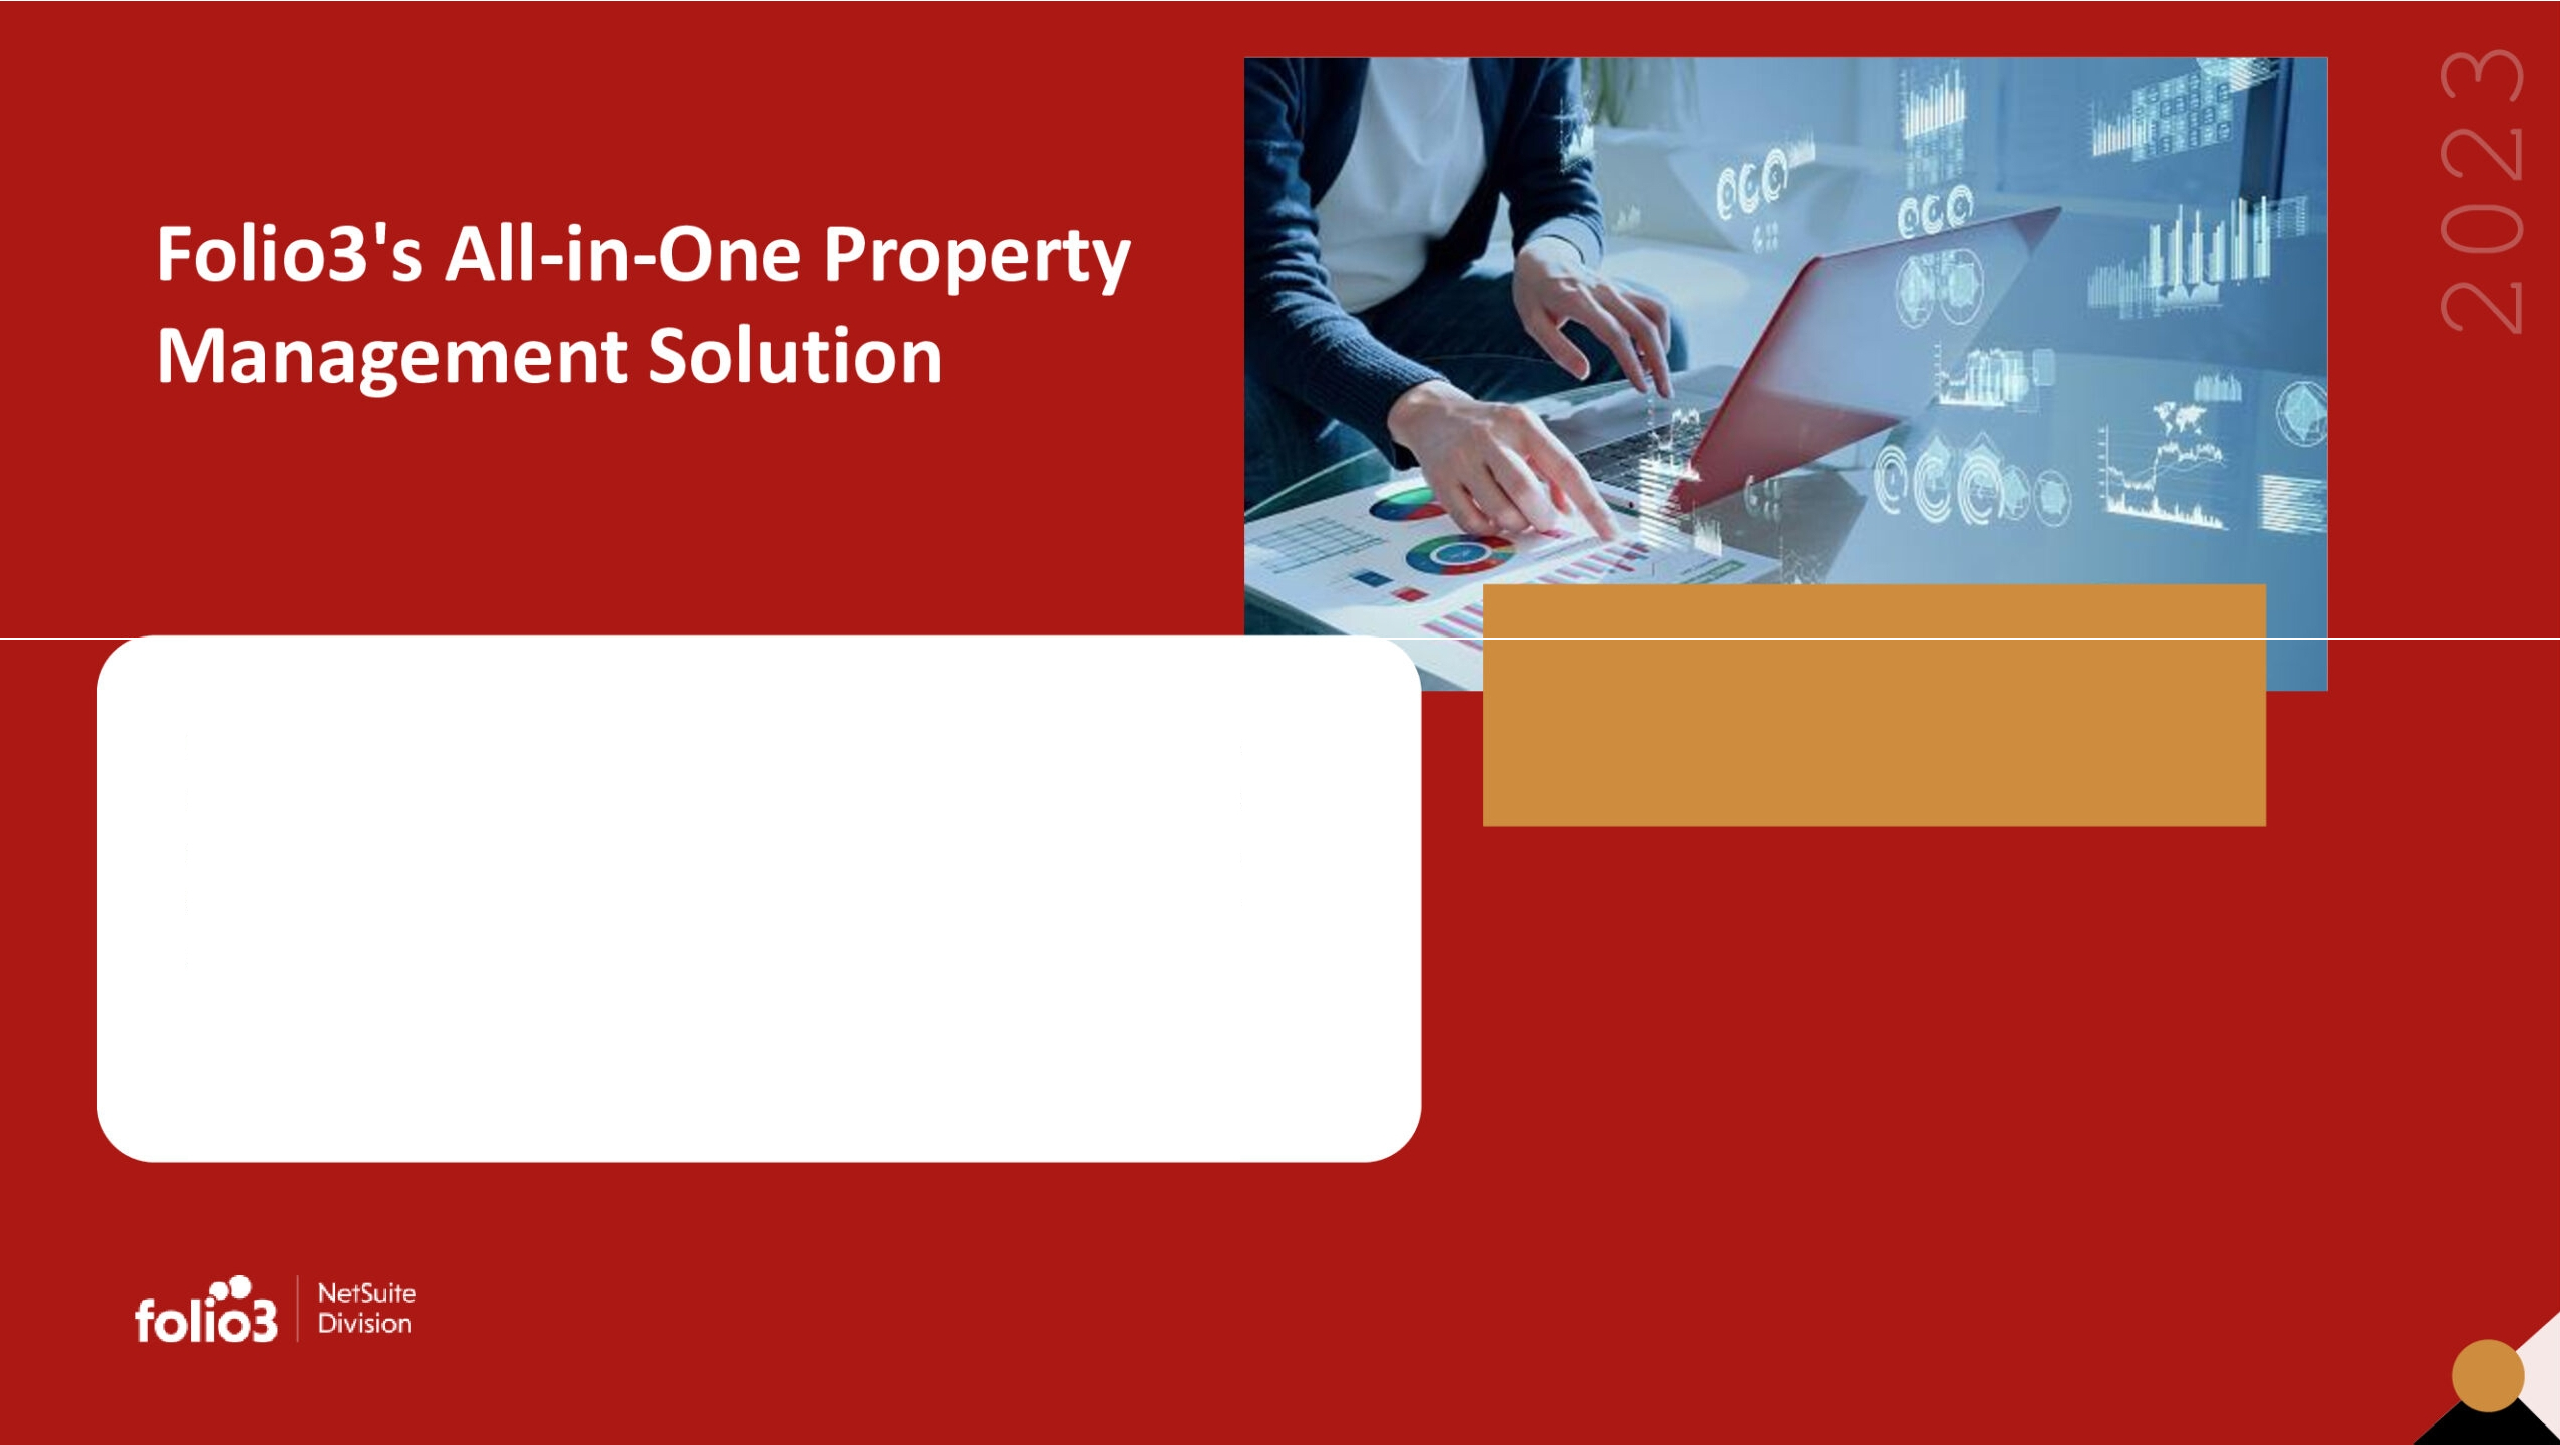 Folio3's All-in-One Property
Management Solution
2023
folio3
NetSuite
Division